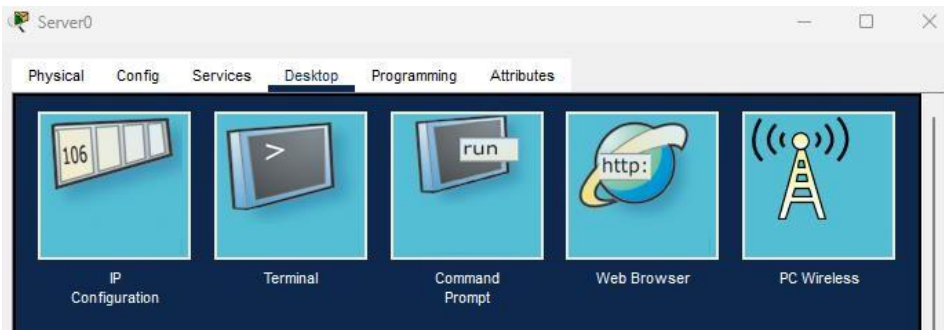 Server0
Physical Config Services Desktop Programming Attributes
106
>
run
http:
IP
Configuration
Terminal
Command
Prompt
Web Browser
PC Wireless